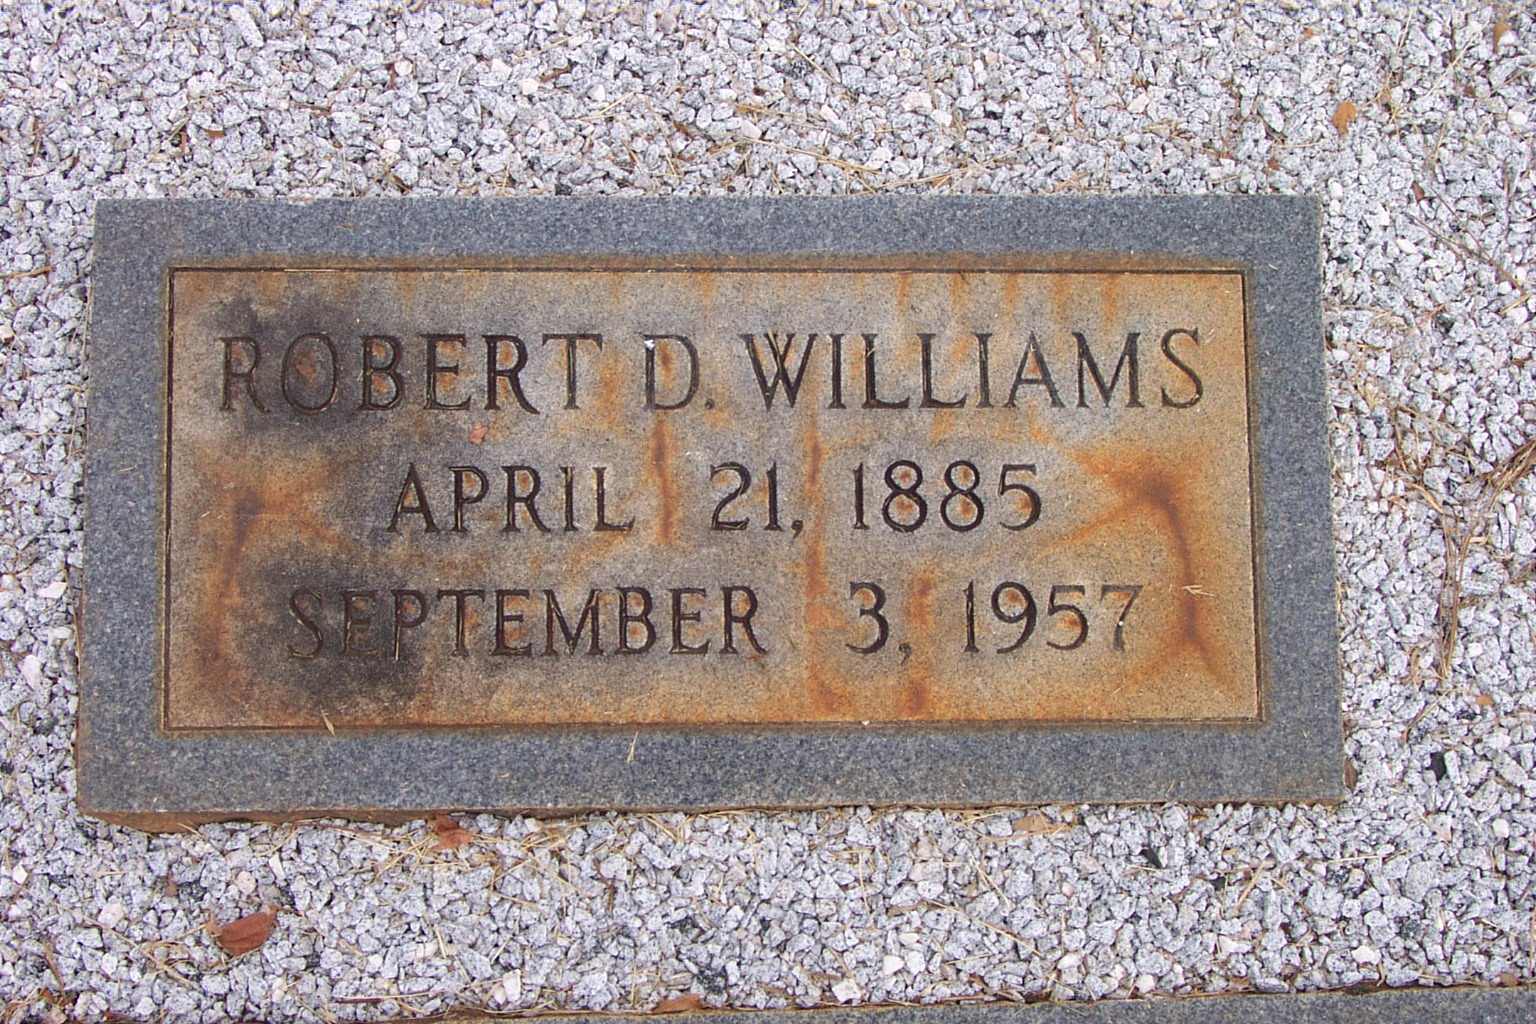 ROBERT D. WILLIAMS
APRIL 21, 1885
SEPTEMBER 3, 1957